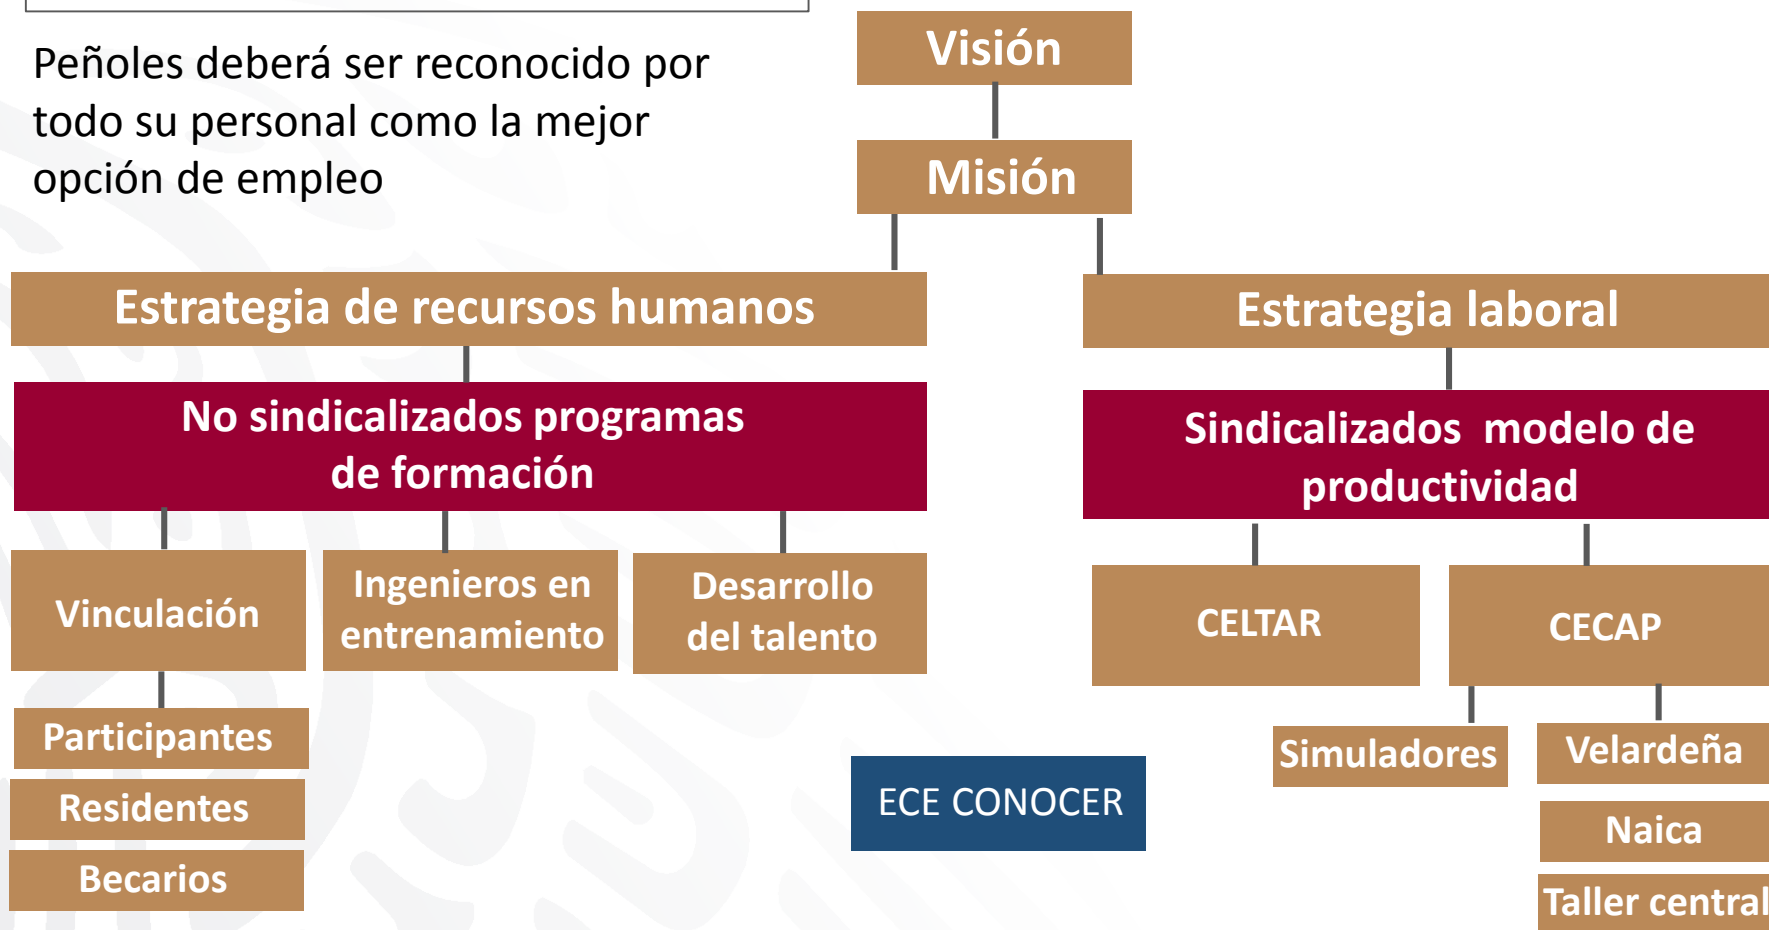 Peñoles deberá ser reconocido por
todo su personal como la mejor
opción de empleo
Visión
Misión
Estrategia de recursos humanos
Estrategia laboral
No sindicalizados programas
de formación
Sindicalizados modelo de
productividad
Vinculación
Ingenieros en
entrenamiento
Desarrollo
del talento
CELTAR
CECAP
Participantes
Residentes
Becarios
ECE CONOCER
Simuladores
Velardeña
Naica
Taller central